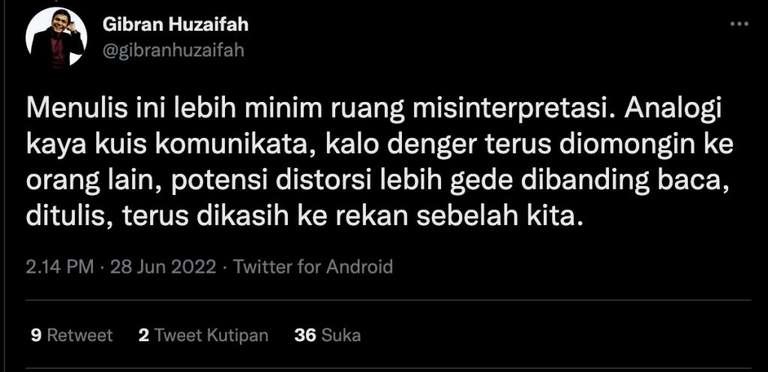 Gibran Huzaifah
@gibranhuzaifah
Menulis ini lebih minim ruang misinterpretasi. Analogi
kaya kuis komunikata, kalo denger terus diomongin ke
orang lain, potensi distorsi lebih gede dibanding baca,
ditulis, terus dikasih ke rekan sebelah kita.
2.14 PM · 28 Jun 2022 · Twitter for Android
9 Retweet 2 Tweet Kutipan 36 Suka